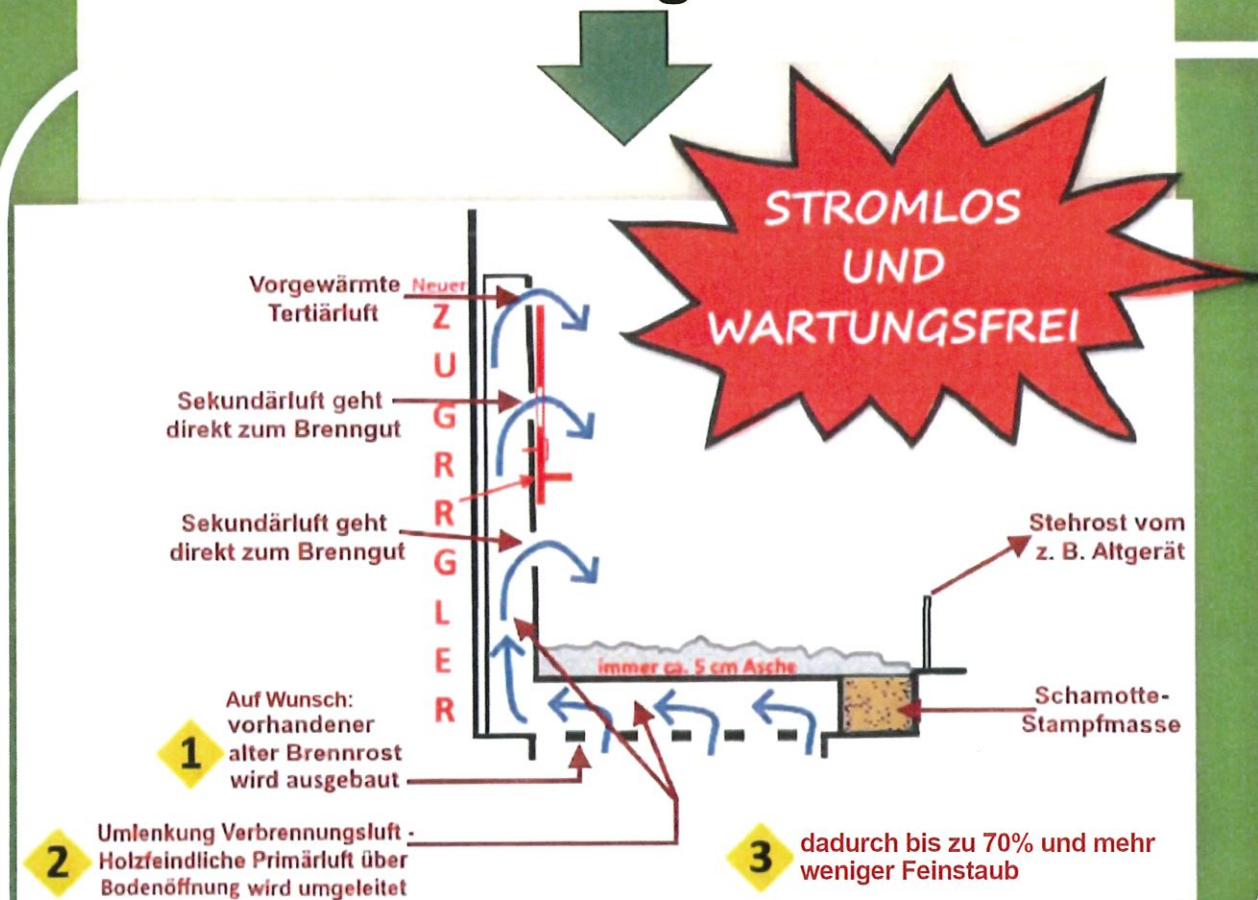 STROMLOS
UND
WARTUNGSFREI
Vorgewärmte
Tertiärluft
Neuer
Z
U
G
R
R
G
L
E
R
Sekundärluft geht
direkt zum Brenngut
Sekundärluft geht
direkt zum Brenngut
Stehrost vom
z. B. Altgerät
immer ca. 5 cm Asche
Schamotte-
Stampfmasse
1
Auf Wunsch:
vorhandener
alter Brennrost
wird ausgebaut
2
Umlenkung Verbrennungsluft -
Holzfeindliche Primärluft über
Bodenöffnung wird umgeleitet
3
dadurch bis zu 70% und mehr
weniger Feinstaub